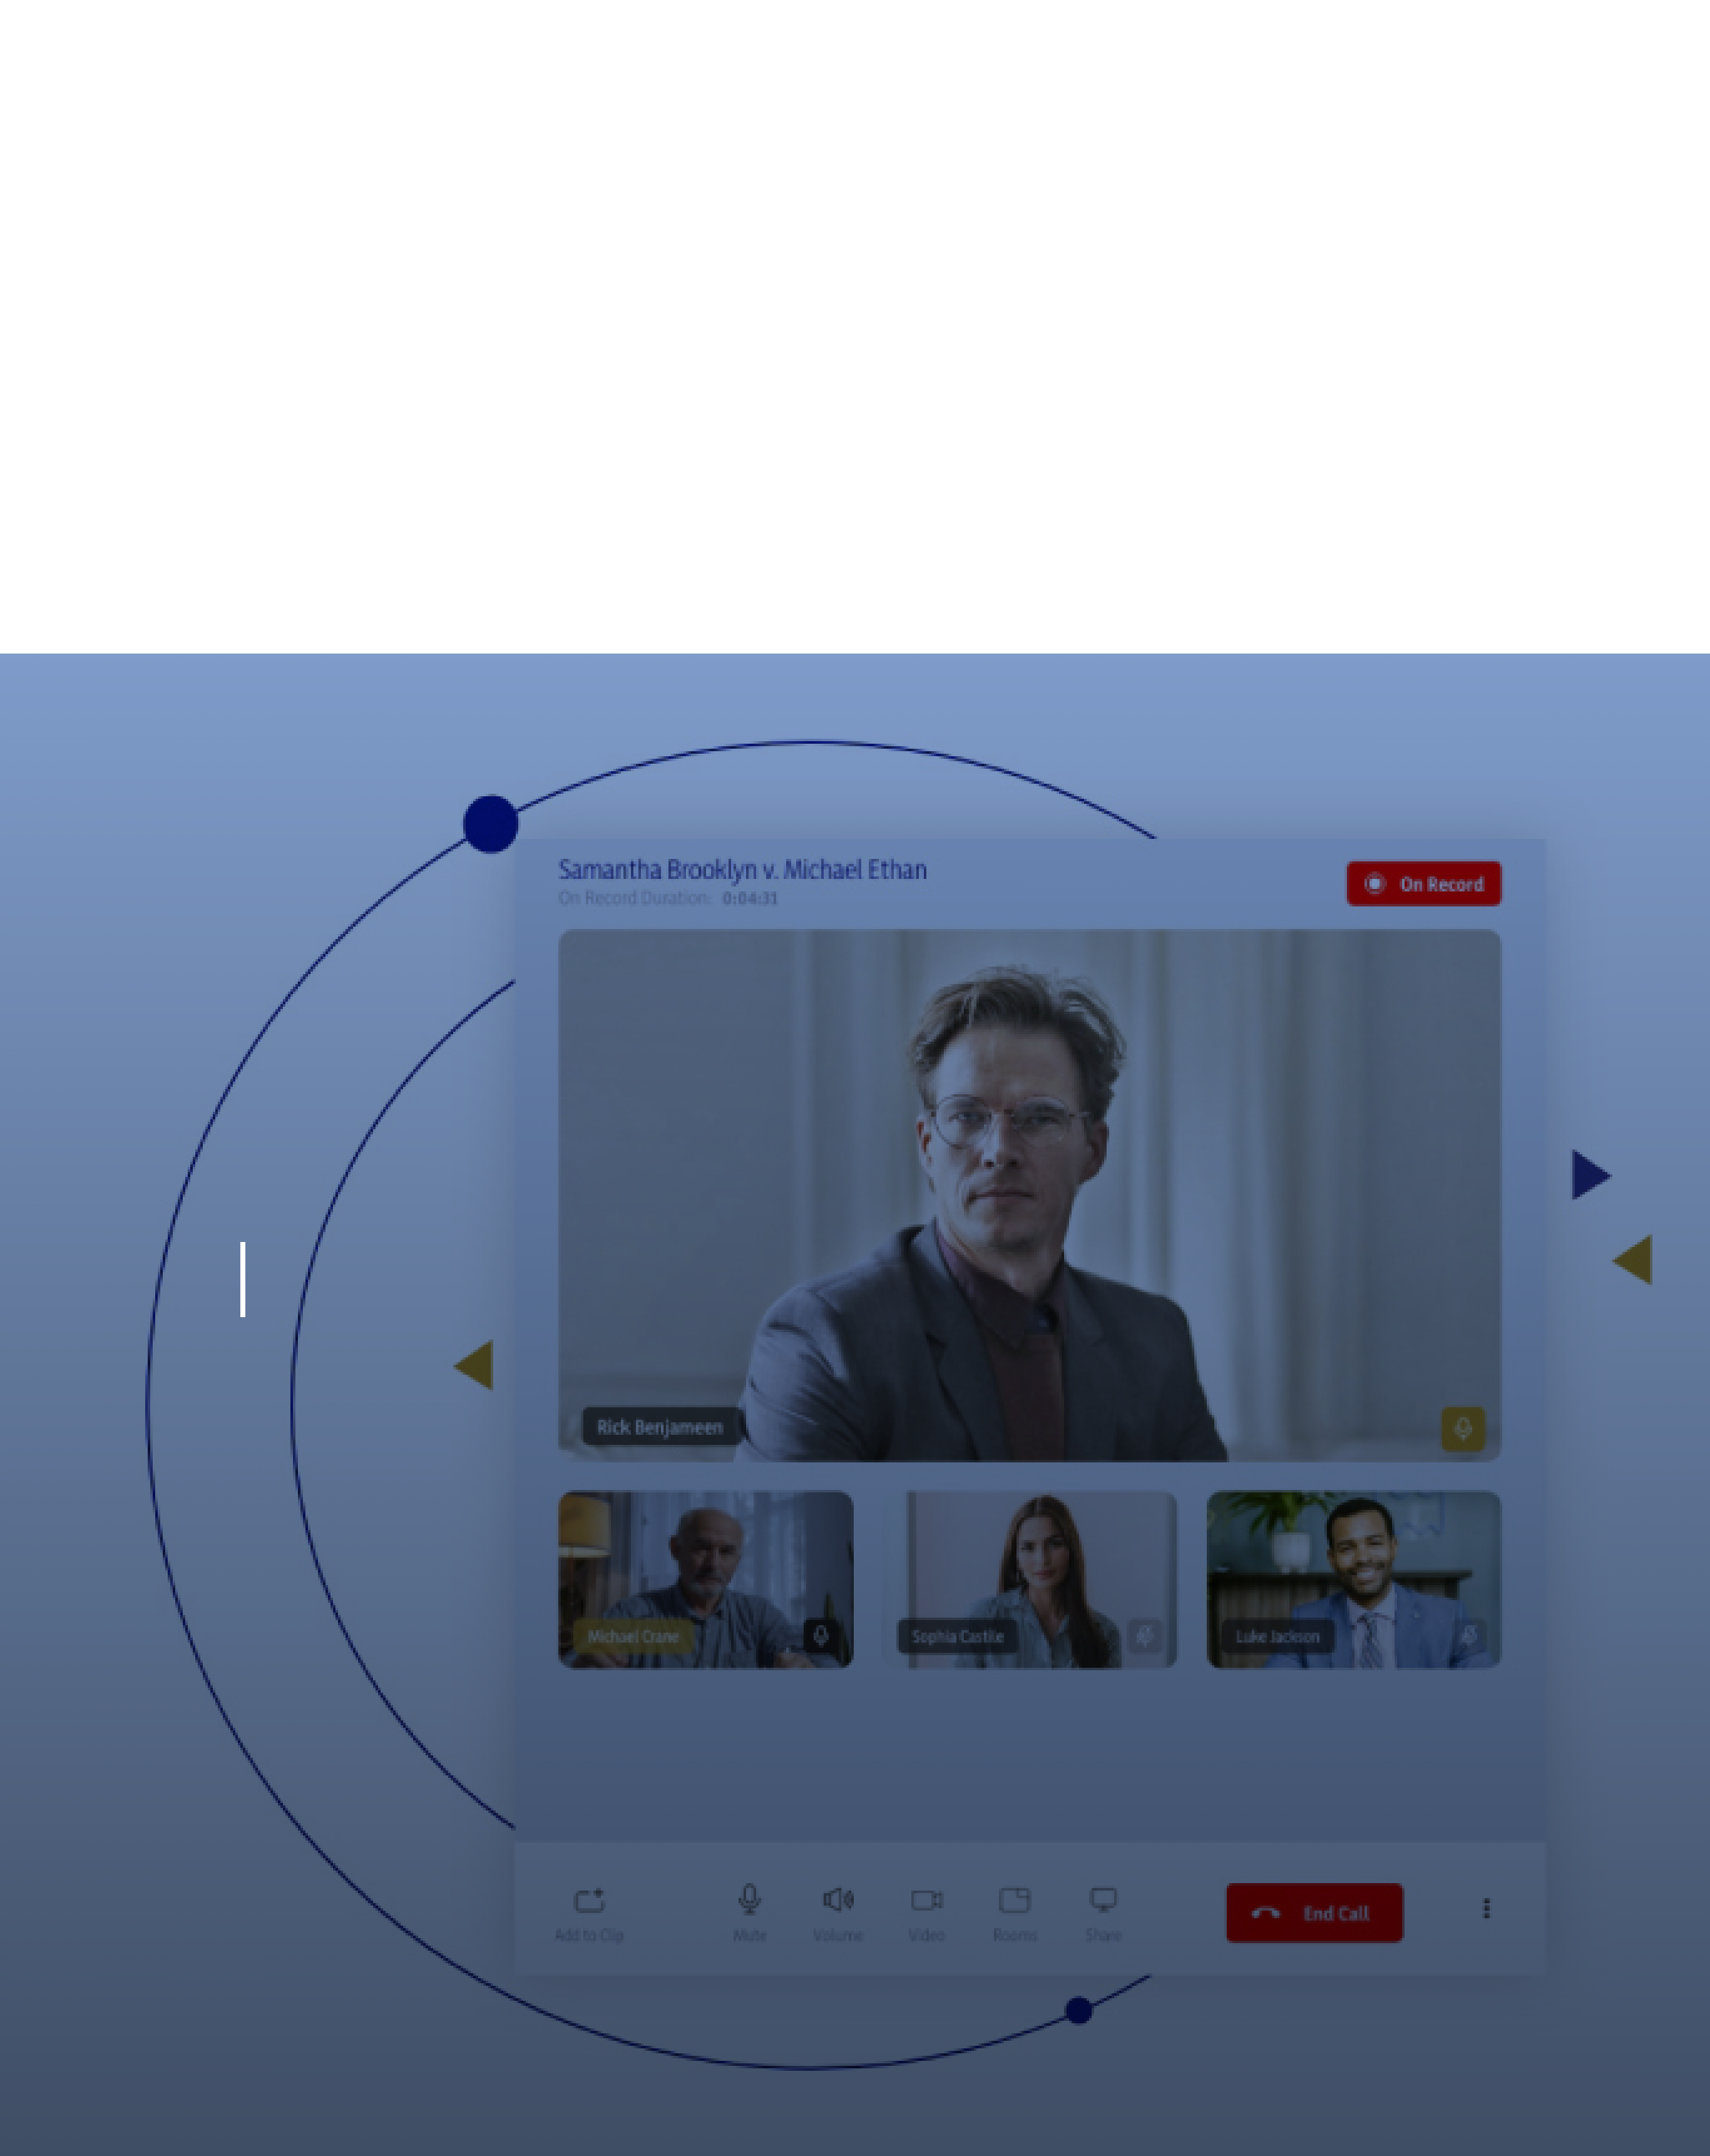 Samantha Brooklyn v. Michael Ethan
On Record Duration: 0:04:31
On Record
Rick Benjameen
Michael Crane
Sophia Castile
Luke Jackson
Add to Clip
Mute
Volume
Video
Rooms
Share
End Call